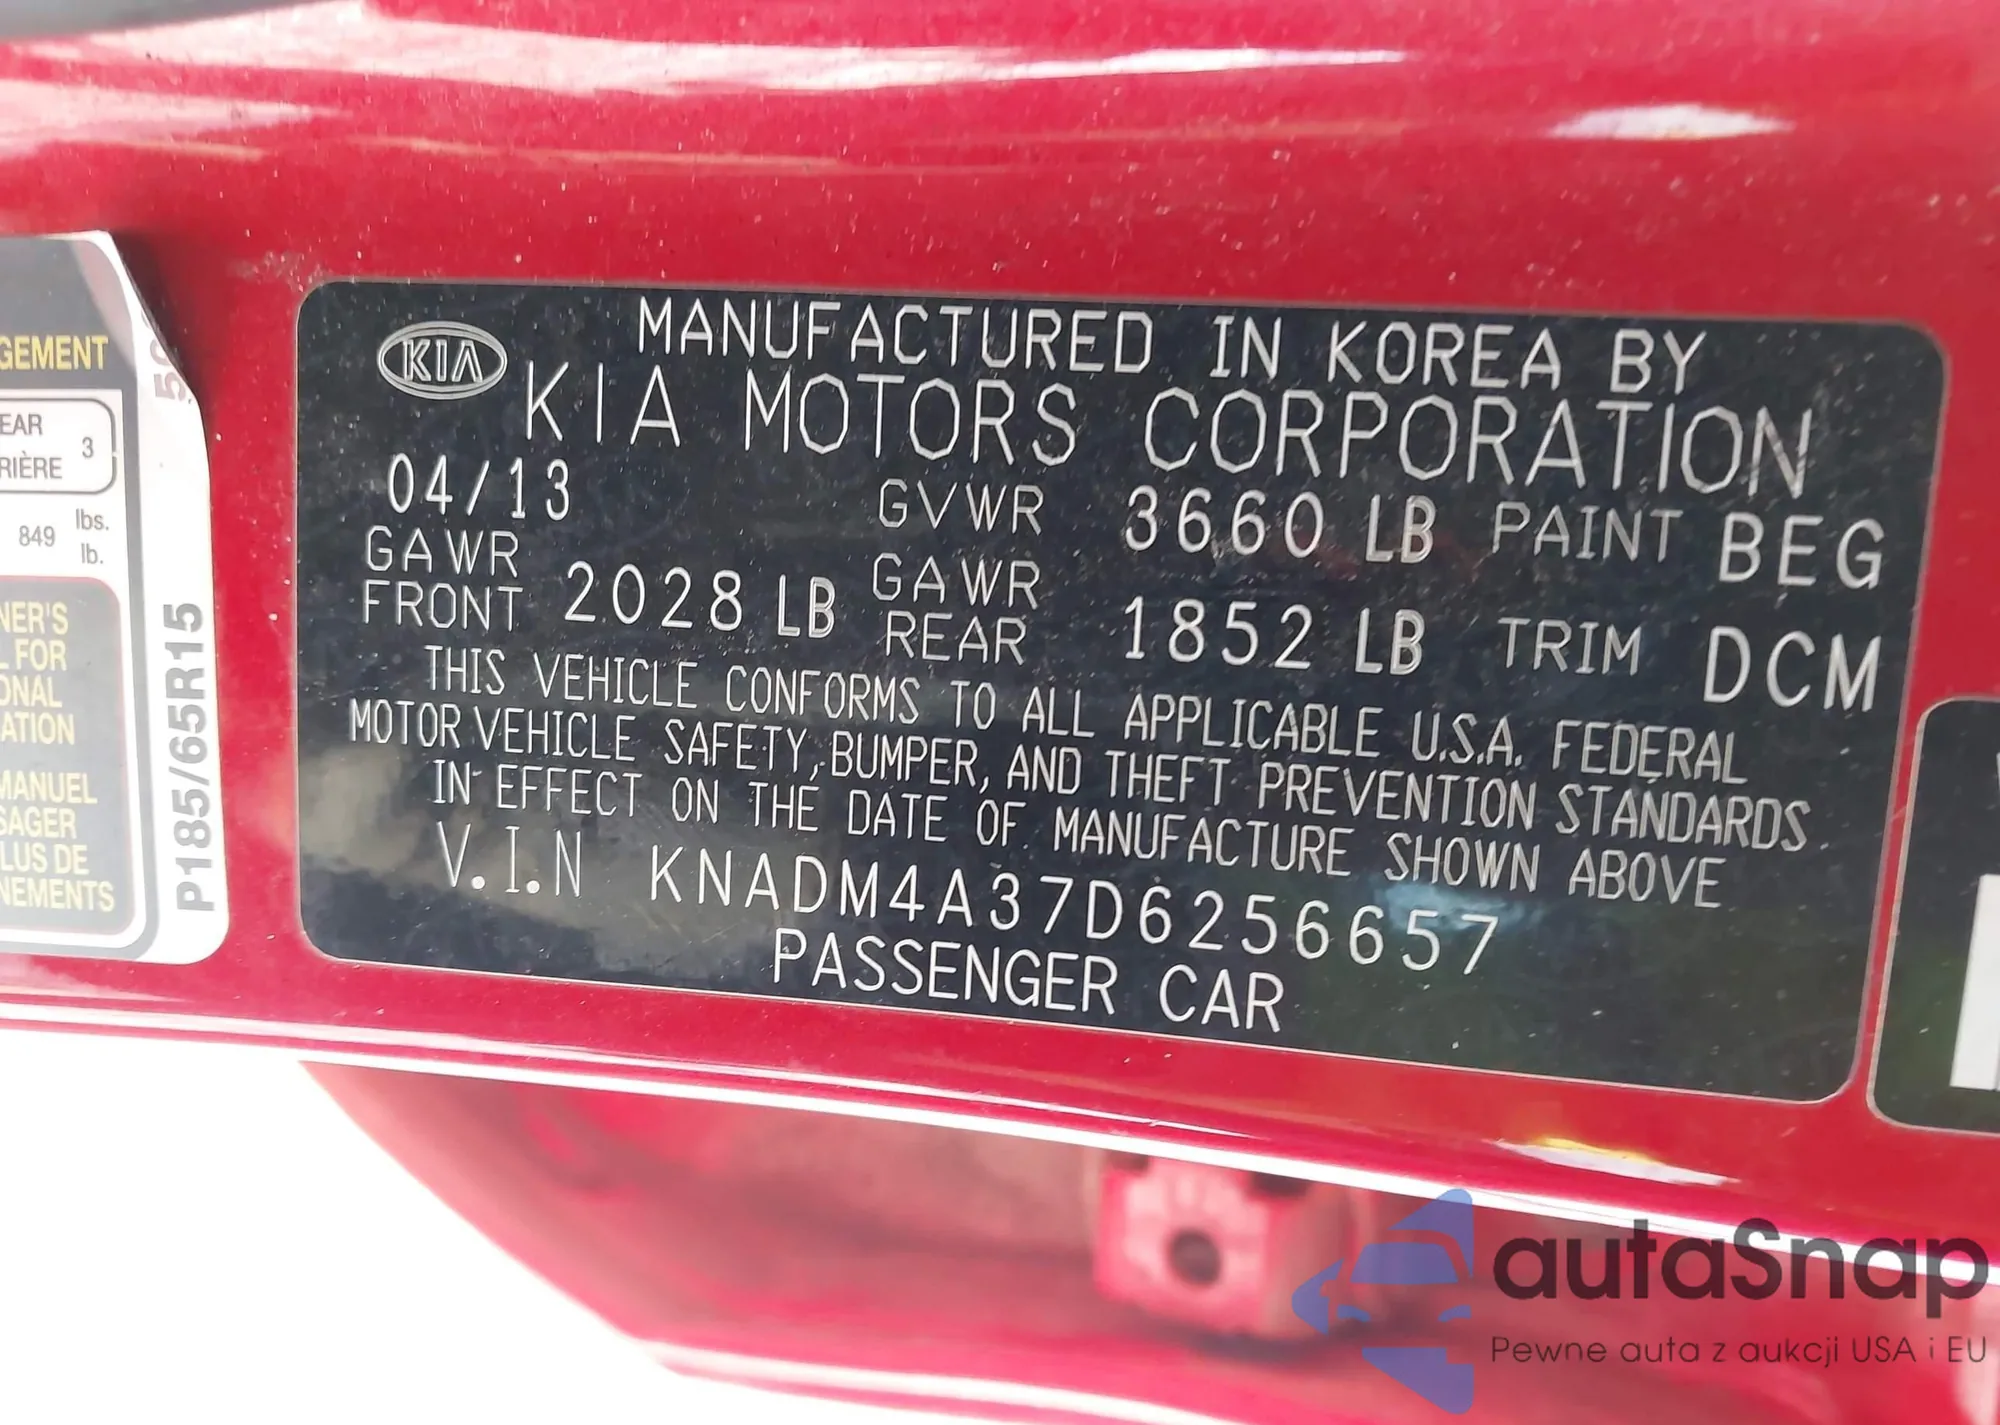 GEMENT
EAR
RIÈRE
3
849
lbs.
lb.
NER'S
L FOR
ONAL
ATION
MANUEL
SAGER
LUS DE
NEMENTS
P185/65R15
KIA
MANUFACTURED IN KOREA BY
KIA MOTORS CORPORATION
04/13 GVWR 3660 LB PAINT BEG
GAWR FRONT 2028 LB GAWR REAR 1852 LB TRIM DCM
THIS VEHICLE CONFORMS TO ALL APPLICABLE U.S.A. FEDERAL
MOTOR VEHICLE SAFETY, BUMPER, AND THEFT PREVENTION STANDARDS
IN EFFECT ON THE DATE OF MANUFACTURE SHOWN ABOVE.
V.I.N KNADM4A37D6256657
PASSENGER CAR
autaSnap
Pewne auta z aukcji USA i EU